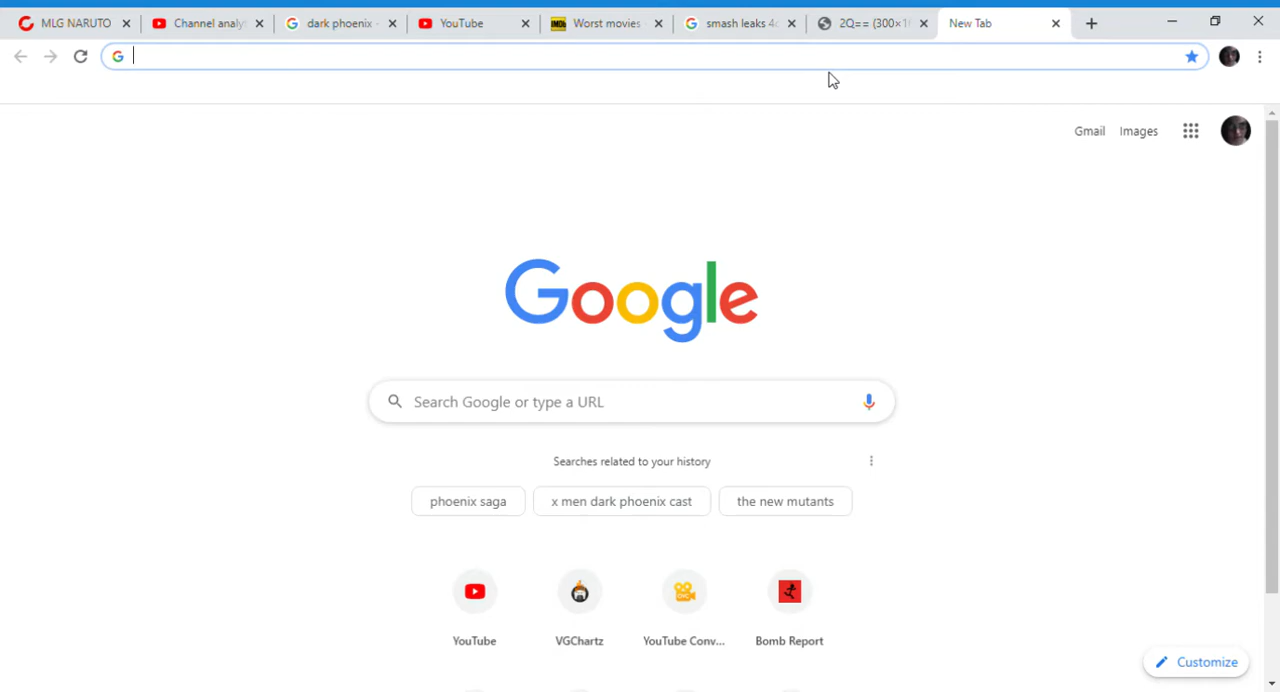 MLG NARUTO
Channel analy
dark phoenix -
YouTube
Worst movies
smash leaks 4c
2Q== (300×1
New Tab
Gmail
Images
Google
Search Google or type a URL
Searches related to your history
phoenix saga
x men dark phoenix cast
the new mutants
YouTube
VGChartz
YouTube Conv...
Bomb Report
Customize